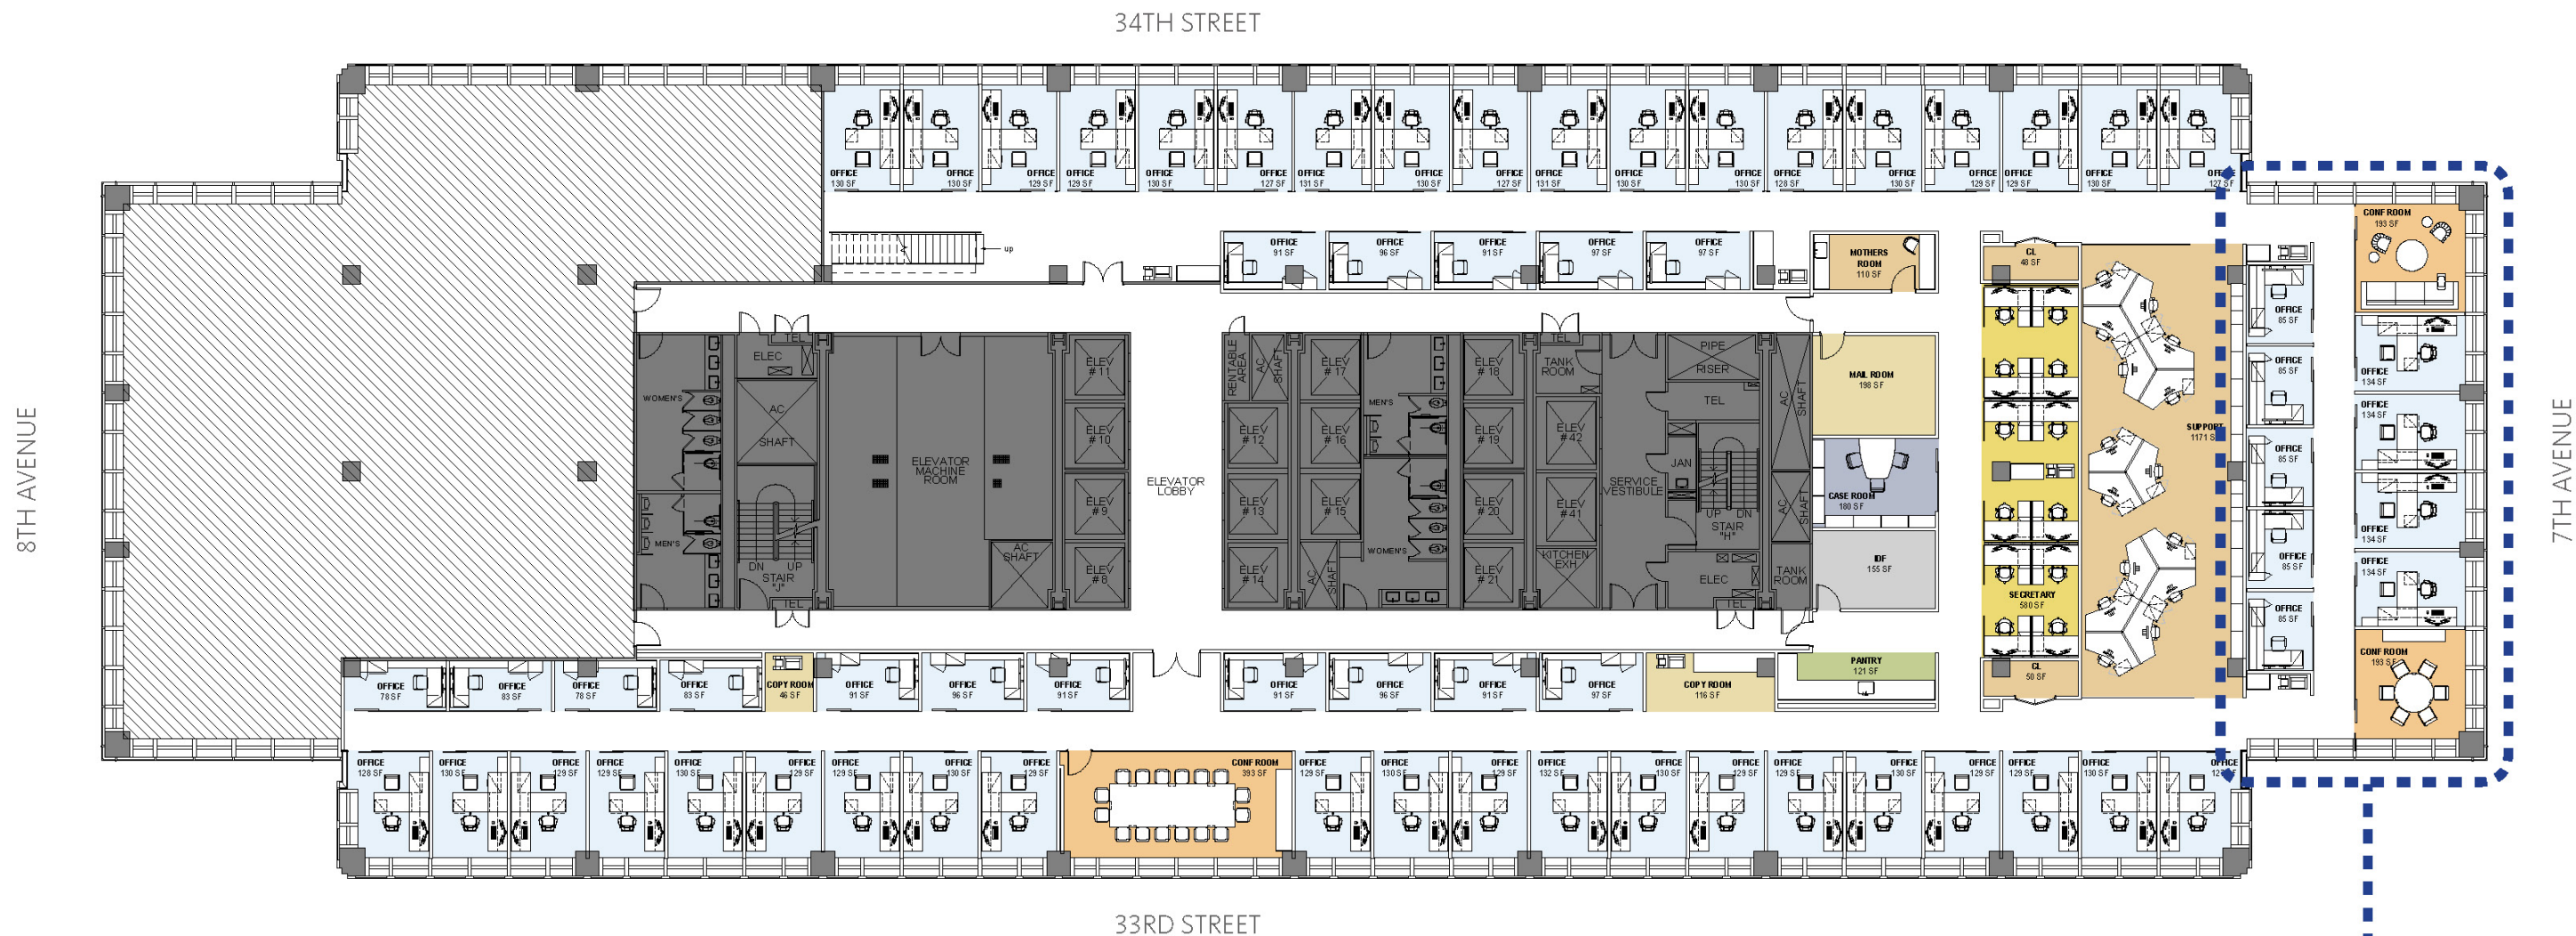 34TH STREET
OFFICE
130 SF
OFFICE
130 SF
OFFICE
129 SF
OFFICE
129 SF
OFFICE
130 SF
OFFICE
127 SF
OFFICE
131 SF
OFFICE
130 SF
OFFICE
127 SF
OFFICE
131 SF
OFFICE
130 SF
OFFICE
130 SF
OFFICE
128 SF
OFFICE
130 SF
OFFICE
129 SF
OFFICE
129 SF
OFFICE
130 SF
OFFICE
127 SF
up
OFFICE
91 SF
OFFICE
96 SF
OFFICE
91 SF
OFFICE
97 SF
OFFICE
97 SF
MOTHERS
ROOM
110 SF
CL
48 SF
CONF ROOM
193 SF
OFFICE
85 SF
OFFICE
85 SF
OFFICE
85 SF
OFFICE
85 SF
OFFICE
85 SF
OFFICE
134 SF
OFFICE
134 SF
OFFICE
134 SF
OFFICE
134 SF
CONF ROOM
193 SF
SUPPORT
1171 S
SECRETARY
580 SF
CL
50 SF
8TH AVENUE
7TH AVENUE
WOMEN'S
MEN'S
TEL
ELEC
AC
SHAFT
DN UP
STAIR
"J"
TEL
ELEVATOR
MACHINE
ROOM
AC
SHAFT
ELEV
# 11
ELEV
# 10
ELEV
# 9
ELEV
# 8
ELEVATOR
LOBBY
RENTABLE
AREA
AC
SHAFT
ELEV
# 12
ELEV
# 13
ELEV
# 14
ELEV
# 17
ELEV
# 16
ELEV
# 15
AC
SHAFT
MEN'S
WOMEN'S
ELEV
# 18
ELEV
# 19
ELEV
# 20
ELEV
# 21
TEL
TANK
ROOM
ELEV
#42
ELEV
#41
KITCHEN
EXH
SERVICE
VESTIBULE
PIPE
RISER
TEL
JAN
UP DN
STAIR
"H"
ELEC
TEL
AC
SHAFT
AC
SHAFT
TANK
ROOM
MAIL ROOM
198 SF
CASE ROOM
180 SF
IDF
155 SF
OFFICE
78 SF
OFFICE
83 SF
OFFICE
78 SF
OFFICE
83 SF
COPY ROOM
46 SF
OFFICE
91 SF
OFFICE
96 SF
OFFICE
91 SF
OFFICE
91 SF
OFFICE
96 SF
OFFICE
91 SF
OFFICE
97 SF
COPY ROOM
116 SF
PANTRY
121 SF
OFFICE
128 SF
OFFICE
130 SF
OFFICE
129 SF
OFFICE
129 SF
OFFICE
130 SF
OFFICE
129 SF
OFFICE
129 SF
OFFICE
130 SF
OFFICE
129 SF
CONF ROOM
393 SF
OFFICE
129 SF
OFFICE
130 SF
OFFICE
129 SF
OFFICE
132 SF
OFFICE
130 SF
OFFICE
129 SF
OFFICE
129 SF
OFFICE
130 SF
OFFICE
129 SF
OFFICE
129 SF
OFFICE
130 SF
OFFICE
33RD STREET